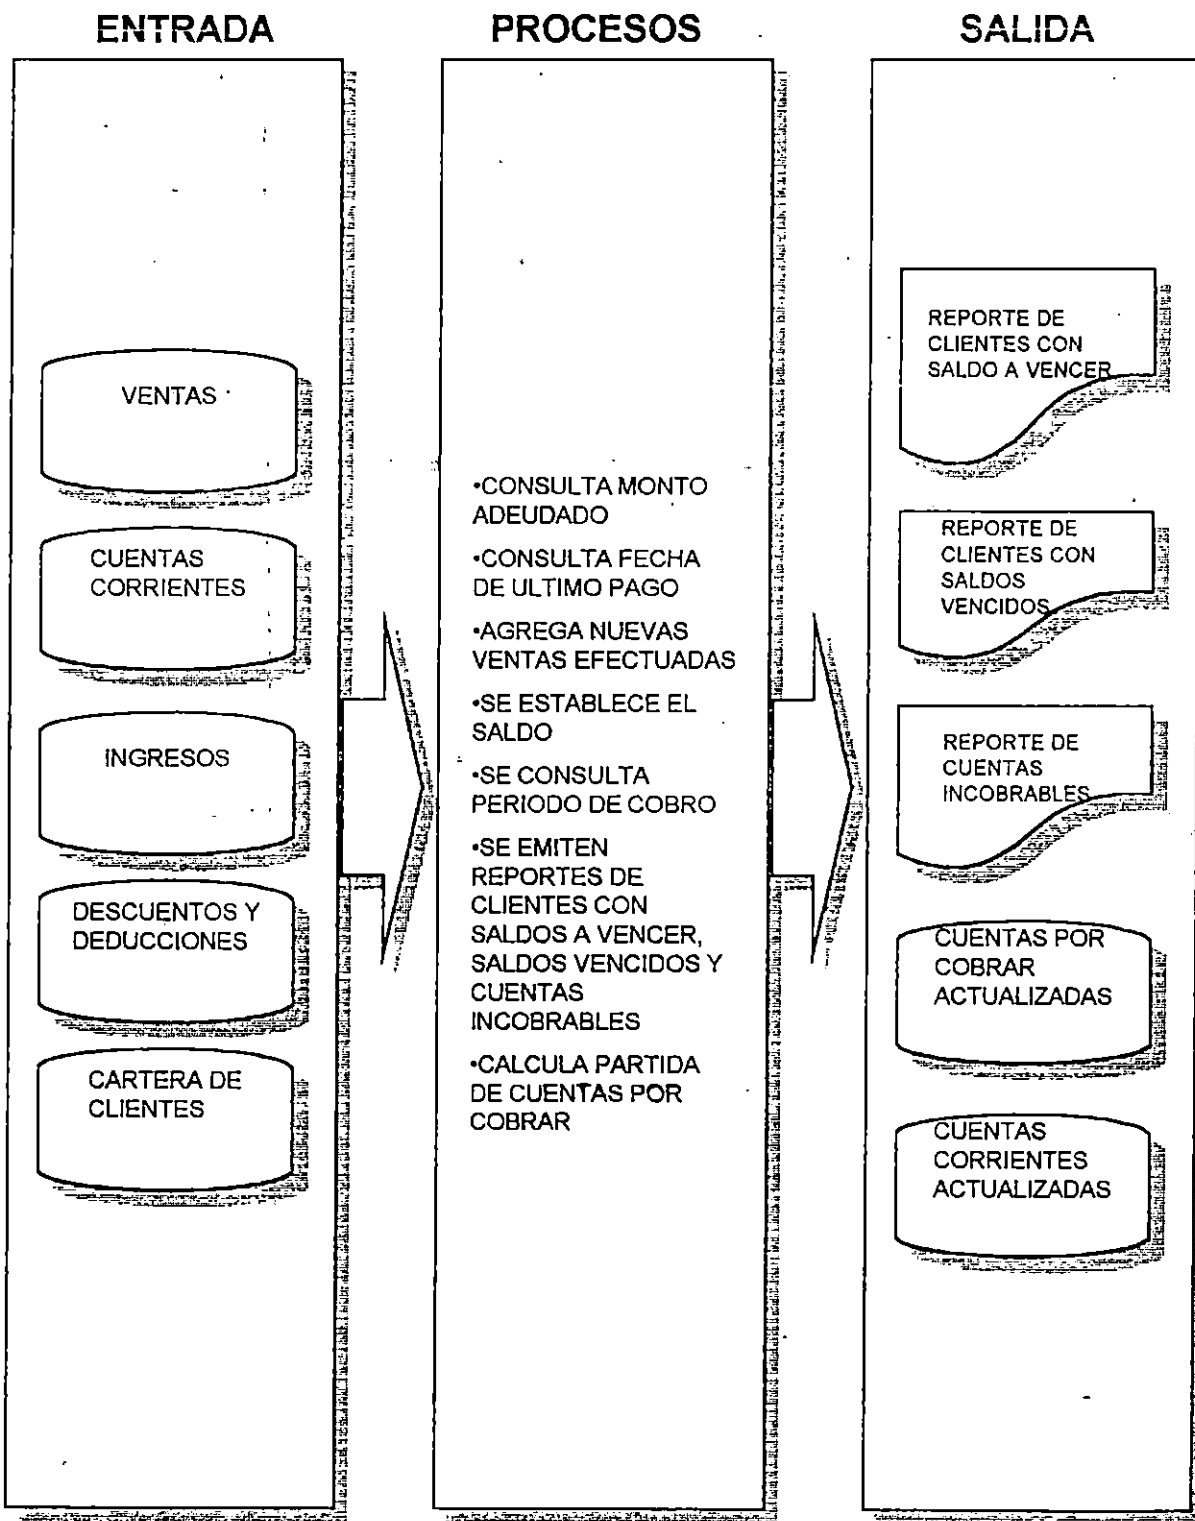 ENTRADA
PROCESOS
SALIDA
VENTAS
CUENTAS
CORRIENTES
INGRESOS
DESCUENTOS Y
DEDUCCIONES
CARTERA DE
CLIENTES
•CONSULTA MONTO
ADEUDADO
•CONSULTA FECHA
DE ULTIMO PAGO
•AGREGA NUEVAS
VENTAS EFECTUADAS
•SE ESTABLECE EL
SALDO
•SE CONSULTA
PERIODO DE COBRO
•SE EMITEN
REPORTES DE
CLIENTES CON
SALDOS A VENCER,
SALDOS VENCIDOS Y
CUENTAS
INCOBRABLES
•CALCULA PARTIDA
DE CUENTAS POR
COBRAR
REPORTE DE
CLIENTES CON
SALDO A VENCER
REPORTE DE
CLIENTES CON
SALDOS
VENCIDOS
REPORTE DE
CUENTAS
INCOBRABLES
CUENTAS POR
COBRAR
ACTUALIZADAS
CUENTAS
CORRIENTES
ACTUALIZADAS